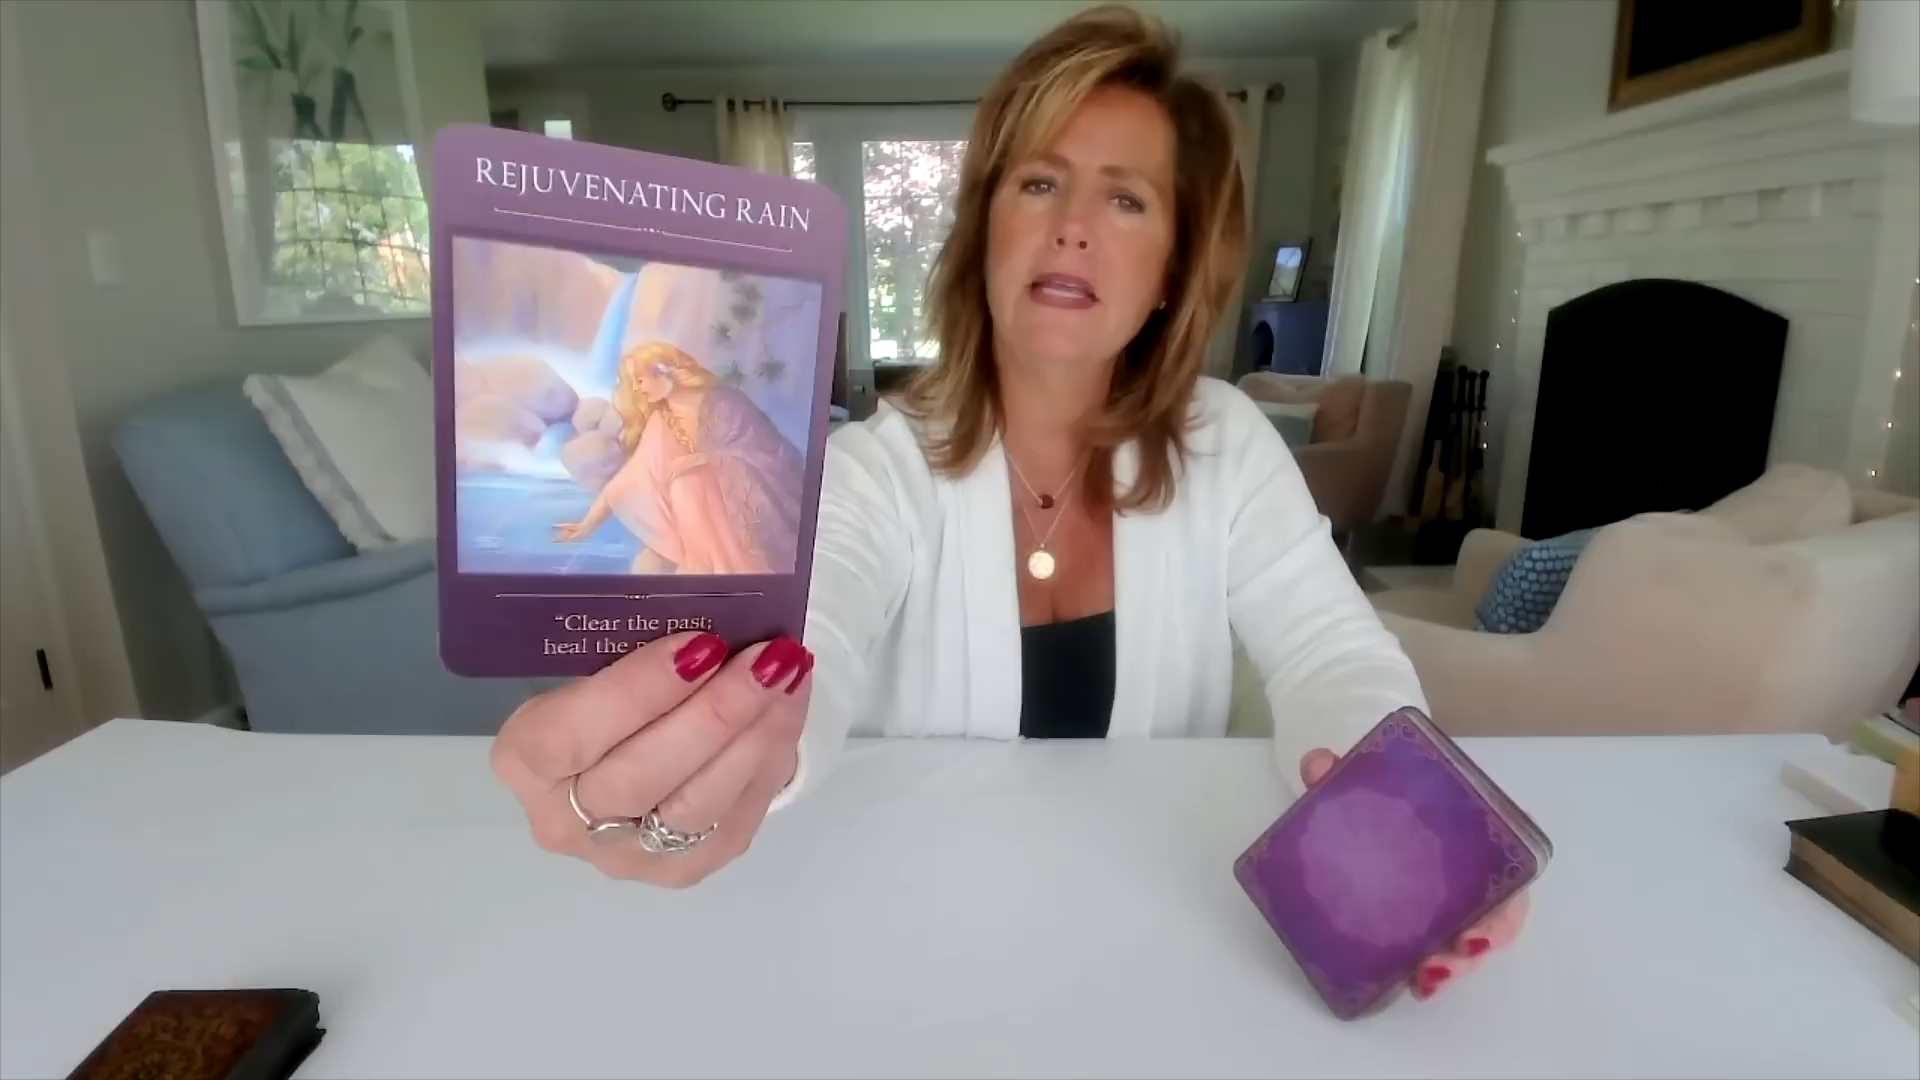 REJUVENATING RAIN
“Clear the past;
heal the